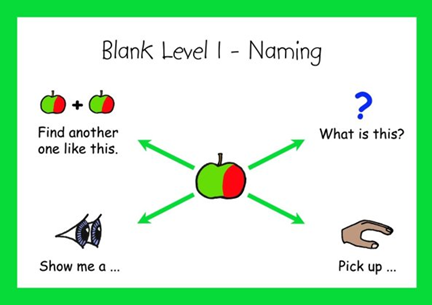 Blank Level 1 - Naming
+
Find another
one like this.
?
What is this?
Show me a ...
Pick up ...